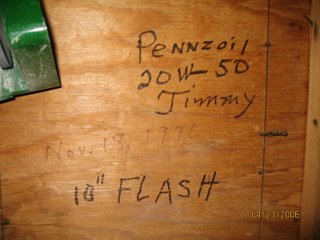 Pennzoil
20W-50
Jimmy
Nov. 18, 1996
10" FLASH
04/23/2006